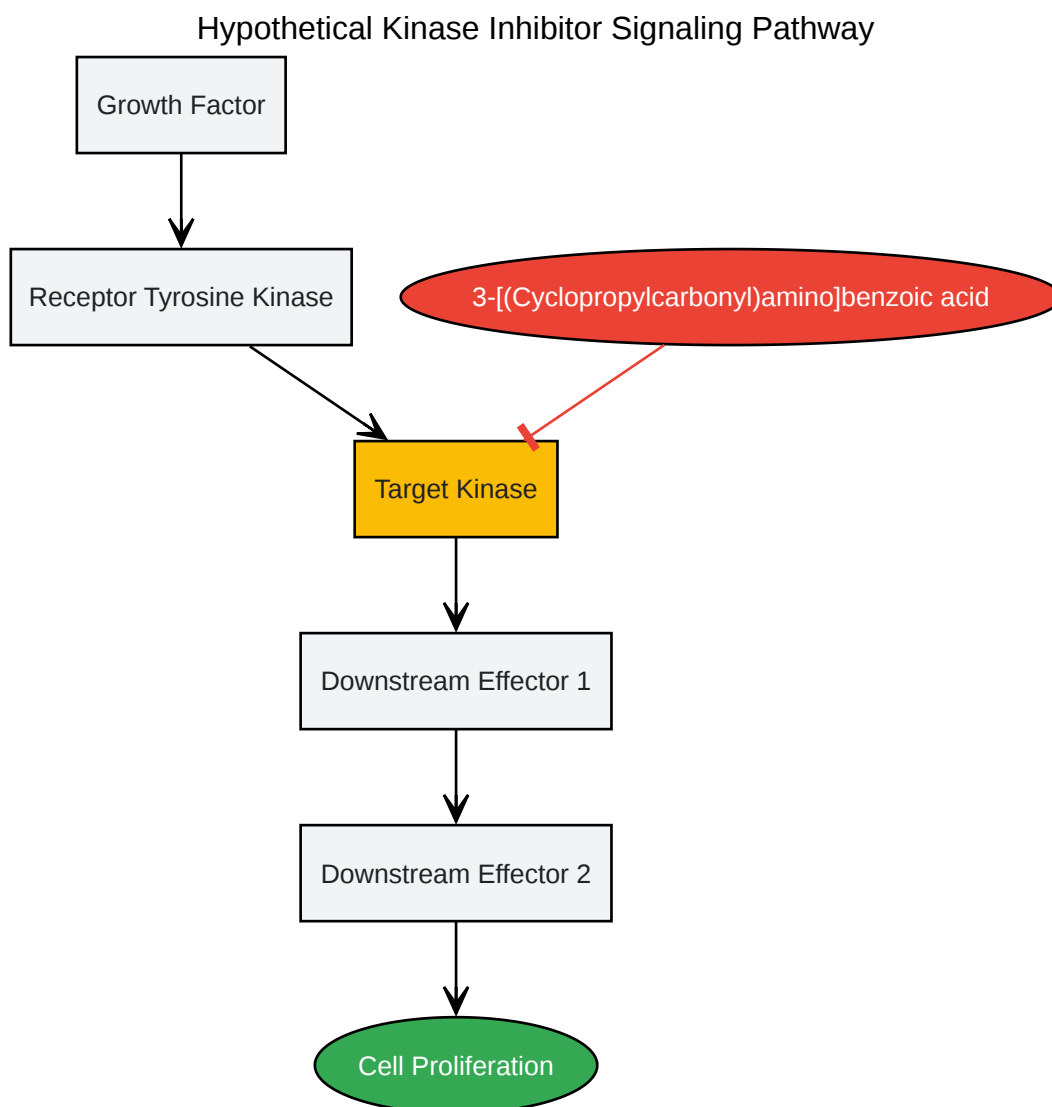 Hypothetical Kinase Inhibitor Signaling Pathway
Growth Factor
Receptor Tyrosine Kinase
3-[(Cyclopropylcarbonyl)amino]benzoic acid
Target Kinase
Downstream Effector 1
Downstream Effector 2
Cell Proliferation